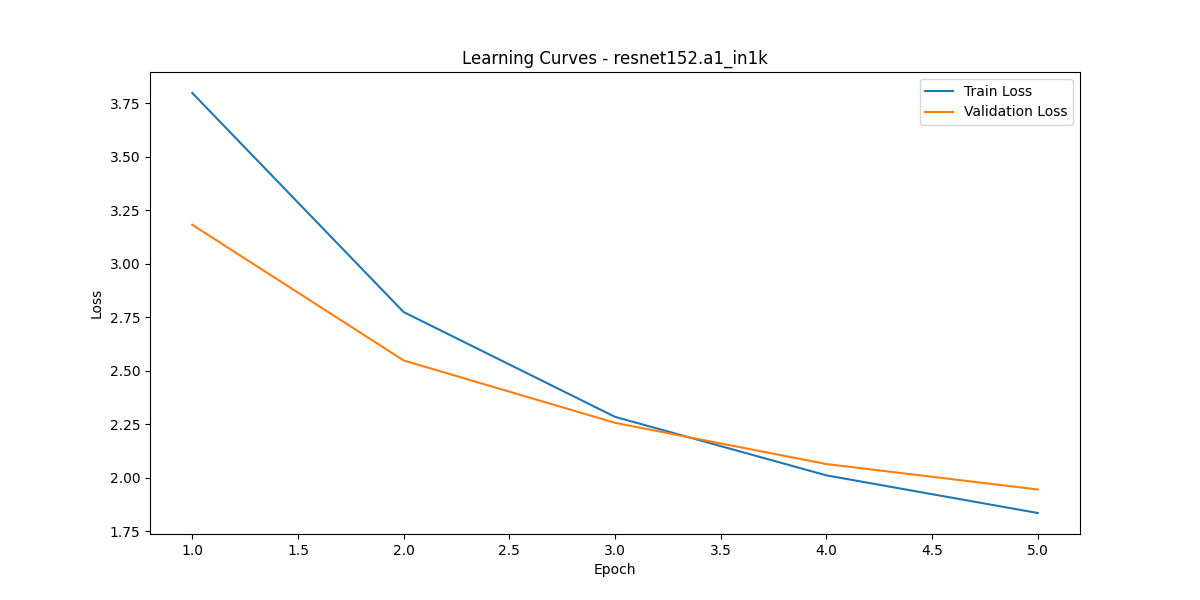 Learning Curves - resnet152.a1_in1k
Train Loss
Validation Loss
3.75
3.50
3.25
3.00
2.75
2.50
2.25
2.00
1.75
Loss
1.0 1.5 2.0 2.5 3.0 3.5 4.0 4.5 5.0
Epoch